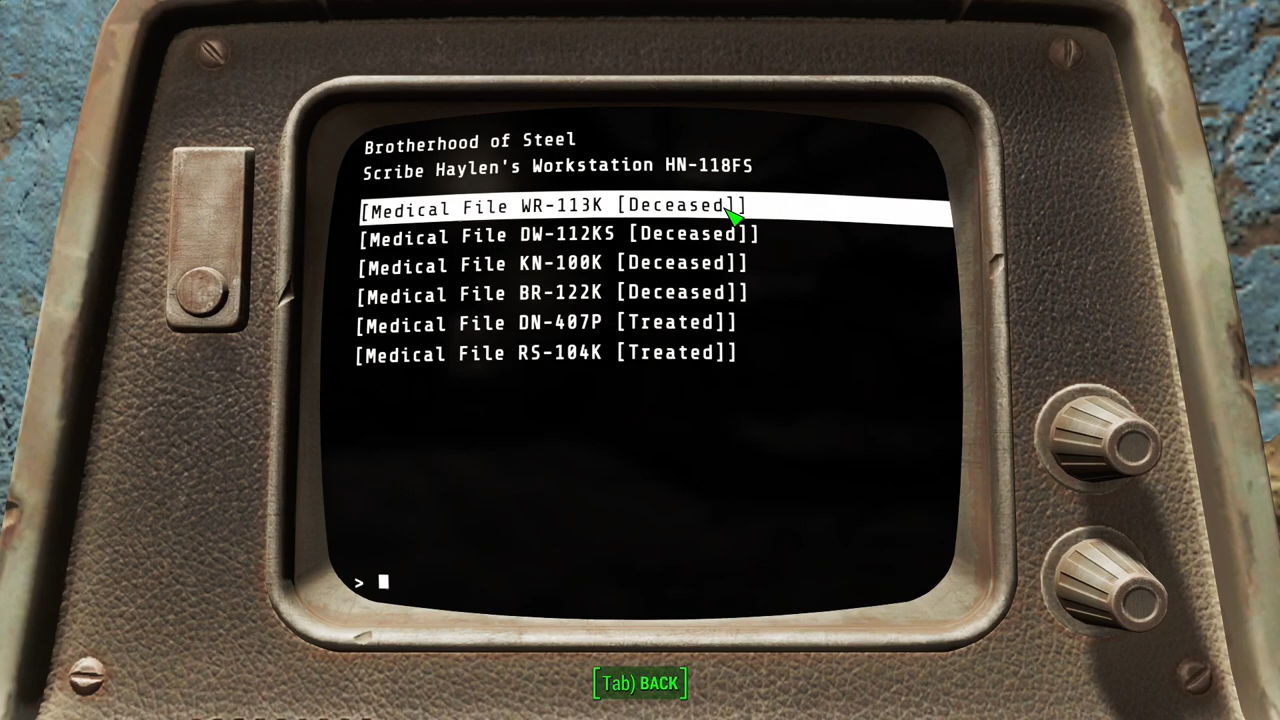 Brotherhood of Steel
Scribe Haylen's Workstation HN-118FS
[Medical File WR-113K [Deceased]]
[Medical File DW-112KS [Deceased]]
[Medical File KN-100K [Deceased]]
[Medical File BR-122K [Deceased]]
[Medical File DN-407P [Treated]]
[Medical File RS-104K [Treated]]
>
Tab) BACK